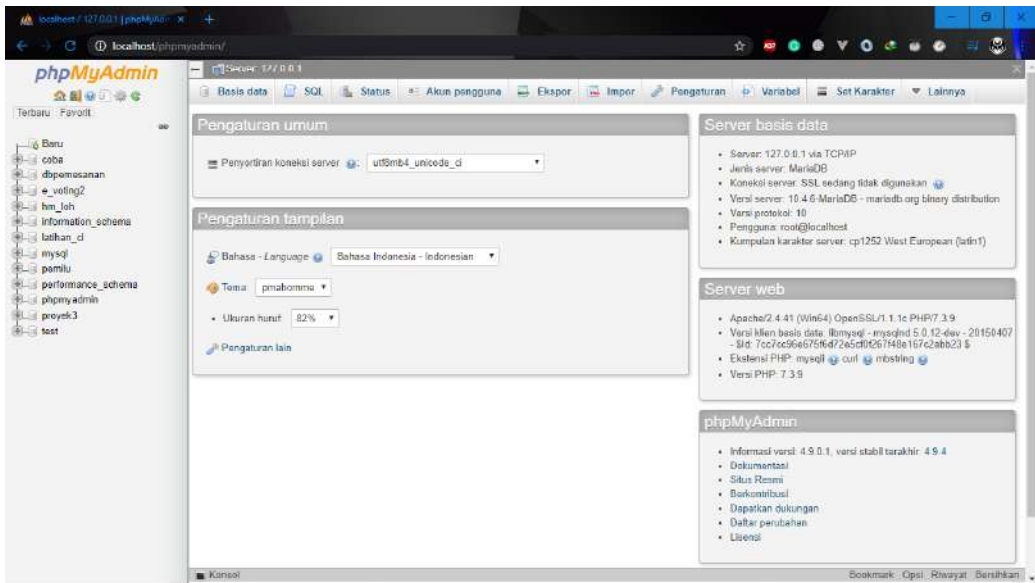 localhost / 127.0.0.1 | phpMyAdmin
localhost/phpmyadmin/
phpMyAdmin
Terbaru Favorit
Baru
coba
dbpemesanan
e_voting2
hm_loh
information_schema
latihan_ci
mysql
pemilu
performance_schema
phpmyadmin
proyek3
test
Server: 127.0.0.1
Basis data SQL Status Akun pengguna Ekspor Impor Pengaturan Variabel Set Karakter Lainnya
Pengaturan umum
Penyortiran koneksi server : utf8mb4_unicode_ci
Pengaturan tampilan
Bahasa - Language Bahasa Indonesia - Indonesian
Tema: pmahomme
Ukuran huruf: 82%
Pengaturan lain
Server basis data
Server: 127.0.0.1 via TCP/IP
Jenis server: MariaDB
Koneksi server: SSL sedang tidak digunakan
Versi server: 10.4.6-MariaDB - mariadb.org binary distribution
Versi protokol: 10
Pengguna: root@localhost
Kumpulan karakter server: cp1252 West European (latin1)
Server web
Apache/2.4.41 (Win64) OpenSSL/1.1.1c PHP/7.3.9
Versi klien basis data: libmysql - mysqlnd 5.0.12-dev - 20150407
- $Id: 7cc7cc96e675f6d72e5cf0f267f48e167c2abb23 $
Ekstensi PHP: mysqli curl mbstring
Versi PHP: 7.3.9
phpMyAdmin
Informasi versi: 4.9.0.1, versi stabil terakhir: 4.9.4
Dokumentasi
Situs Resmi
Berkontribusi
Dapatkan dukungan
Daftar perubahan
Lisensi
Konsol
Bookmark Opsi Riwayat Bersihkan